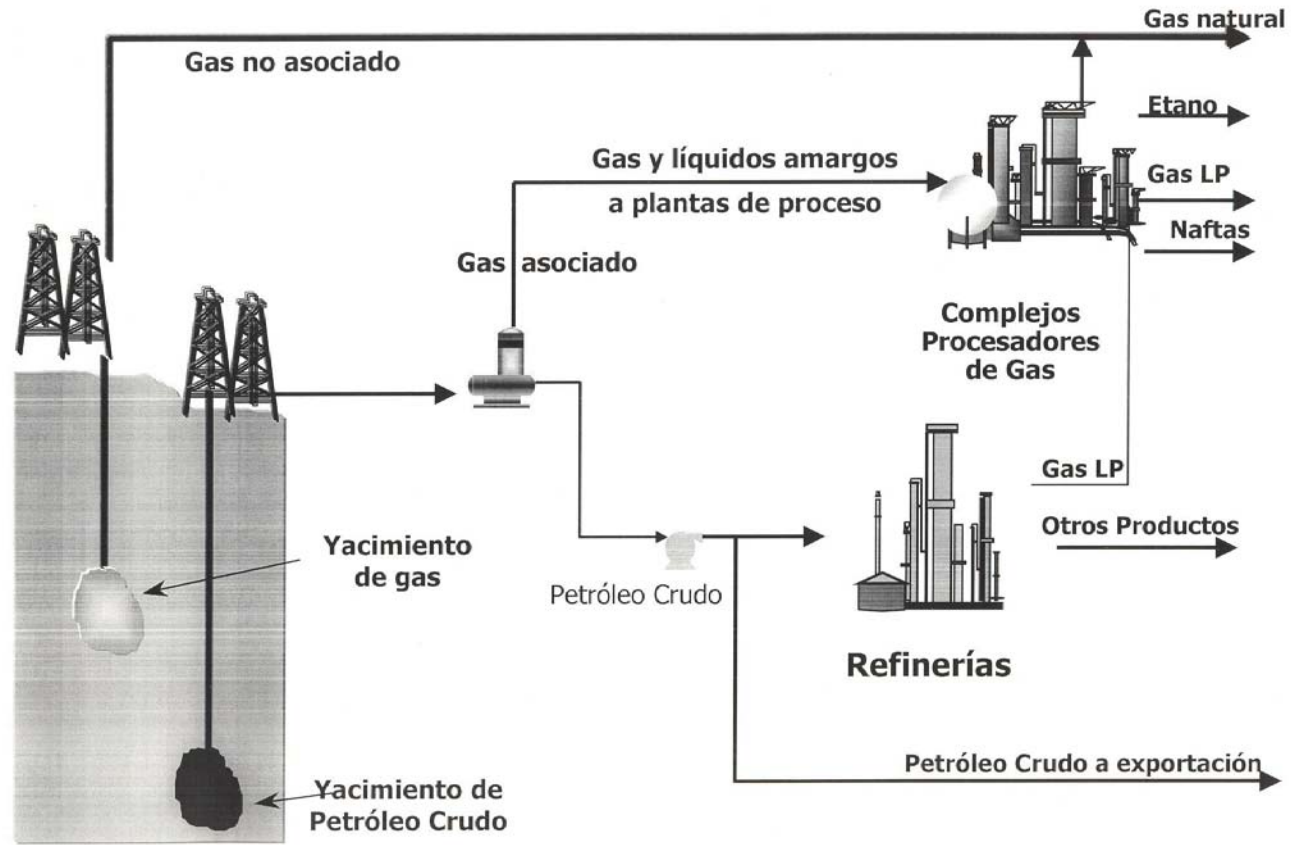 Gas natural
Gas no asociado
Etano
Gas y líquidos amargos
a plantas de proceso
Gas LP
Naftas
Gas asociado
Complejos
Procesadores
de Gas
Gas LP
Otros Productos
Yacimiento
de gas
Petróleo Crudo
Refinerías
Petróleo Crudo a exportación
Yacimiento de
Petróleo Crudo